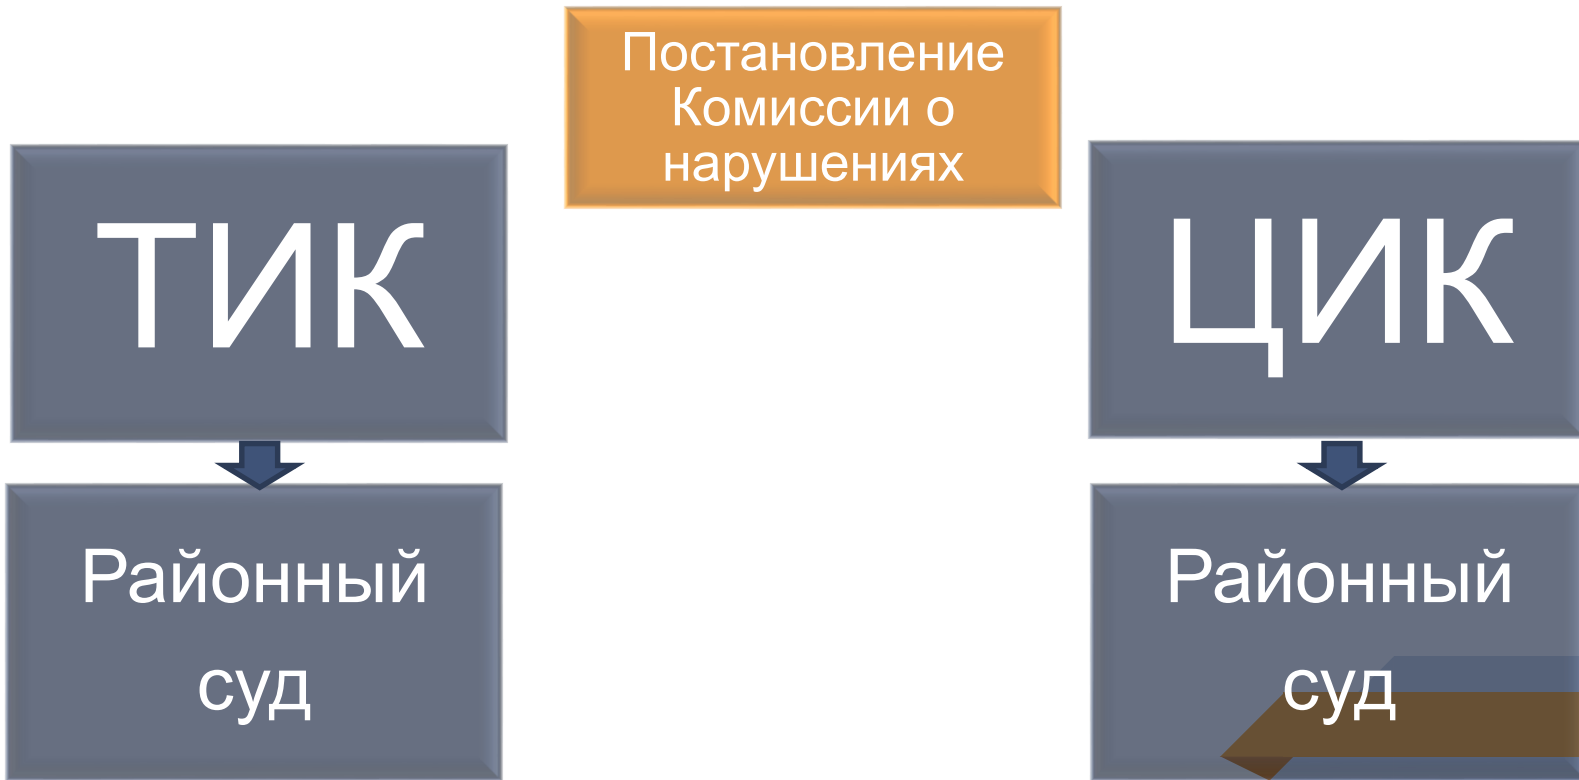 Постановление
Комиссии о
нарушениях
ТИК
ЦИК
Районный
суд
Районный
суд